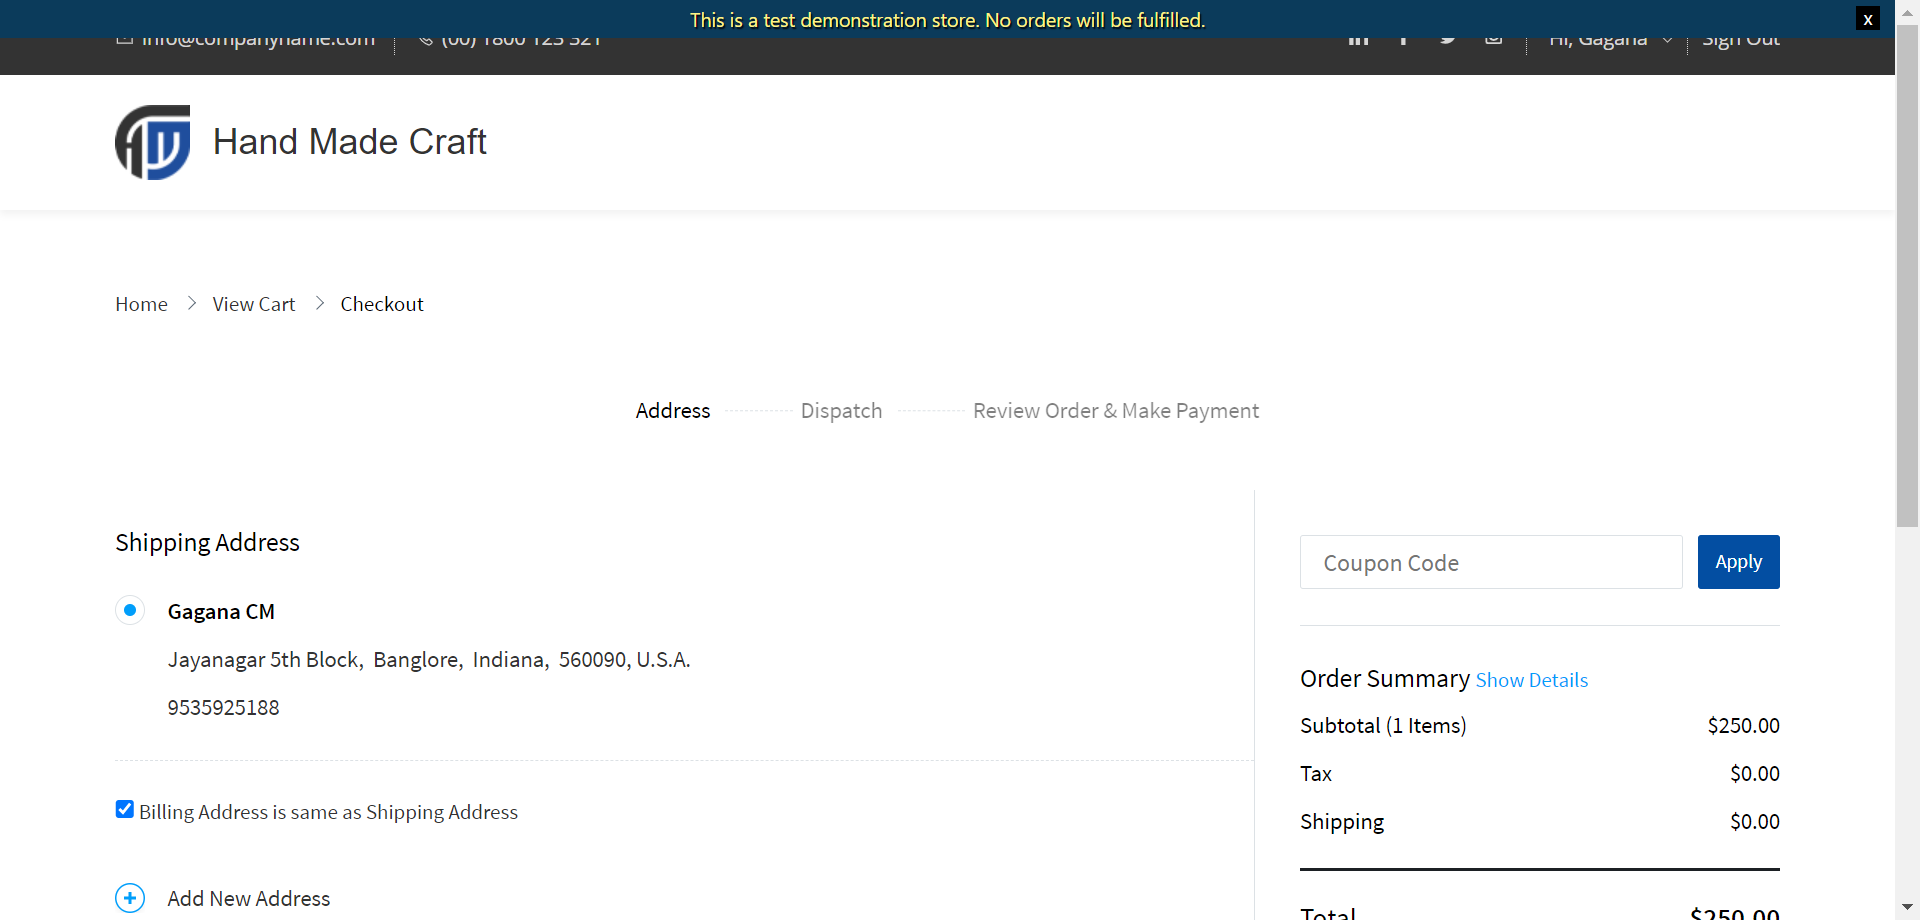 This is a test demonstration store. No orders will be fulfilled.
x
info@companyname.com
(00) 1800 123 321
Hi, Gagana
Sign Out
Hand Made Craft
Home
View Cart
Checkout
Address
Dispatch
Review Order & Make Payment
Shipping Address
Coupon Code
Apply
Gagana CM
Jayanagar 5th Block, Banglore, Indiana, 560090, U.S.A.
9535925188
Order Summary Show Details
Subtotal (1 Items) $250.00
Tax $0.00
Shipping $0.00
Billing Address is same as Shipping Address
Add New Address
Total $250.00